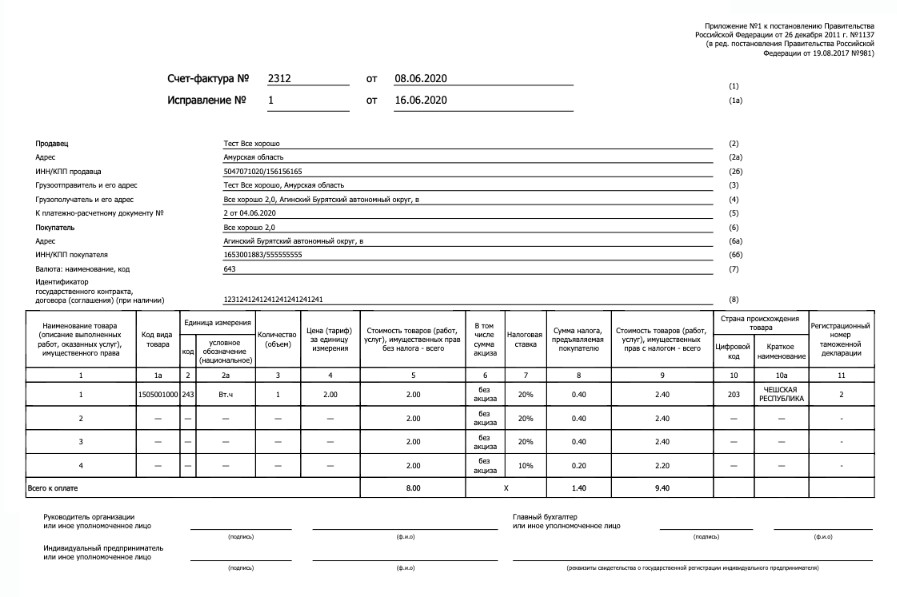 Приложение №1 к постановлению Правительства
Российской Федерации от 26 декабря 2011 г. №1137
(в ред. постановления Правительства Российской
Федерации от 19.08.2017 №981)
Счет-фактура № 2312 от 08.06.2020 (1)
Исправление № 1 от 16.06.2020 (1а)
Продавец Тест Все хорошо (2)
Адрес Амурская область (2а)
ИНН/КПП продавца 5047071020/156156165 (2б)
Грузоотправитель и его адрес Тест Все хорошо, Амурская область (3)
Грузополучатель и его адрес Все хорошо 2,0, Агинский Бурятский автономный округ, в (4)
К платежно-расчетному документу № 2 от 04.06.2020 (5)
Покупатель Все хорошо 2,0 (6)
Адрес Агинский Бурятский автономный округ, в (6а)
ИНН/КПП покупателя 1653001883/555555555 (6б)
Валюта: наименование, код 643 (7)
Идентификатор
государственного контракта,
договора (соглашения) (при наличии) 1231241241241241241241 (8)
Наименование товара (описание выполненных работ, оказанных услуг), имущественного права
Код вида товара
Единица измерения
код
условное обозначение (национальное)
Количество (объем)
Цена (тариф) за единицу измерения
Стоимость товаров (работ, услуг), имущественных прав без налога - всего
В том числе сумма акциза
Налоговая ставка
Сумма налога, предъявляемая покупателю
Стоимость товаров (работ, услуг), имущественных прав с налогом - всего
Страна происхождения товара
Цифровой код
Краткое наименование
Регистрационный номер таможенной декларации
1 1а 2 2а 3 4 5 6 7 8 9 10 10а 11
1 1505001000 243 Вт.ч 1 2.00 2.00 без акциза 20% 0.40 2.40 203 ЧЕШСКАЯ РЕСПУБЛИКА 2
2 — — — — — 2.00 без акциза 20% 0.40 2.40 — — -
3 — — — — — 2.00 без акциза 20% 0.40 2.40 — — -
4 — — — — — 2.00 без акциза 10% 0.20 2.20 — — -
Всего к оплате 8.00 X 1.40 9.40
Руководитель организации Главный бухгалтер
или иное уполномоченное лицо или иное уполномоченное лицо
(подпись) (ф.и.о) (подпись) (ф.и.о)
Индивидуальный предприниматель
или иное уполномоченное лицо
(подпись) (ф.и.о) (реквизиты свидетельства о государственной регистрации индивидуального предпринимателя)